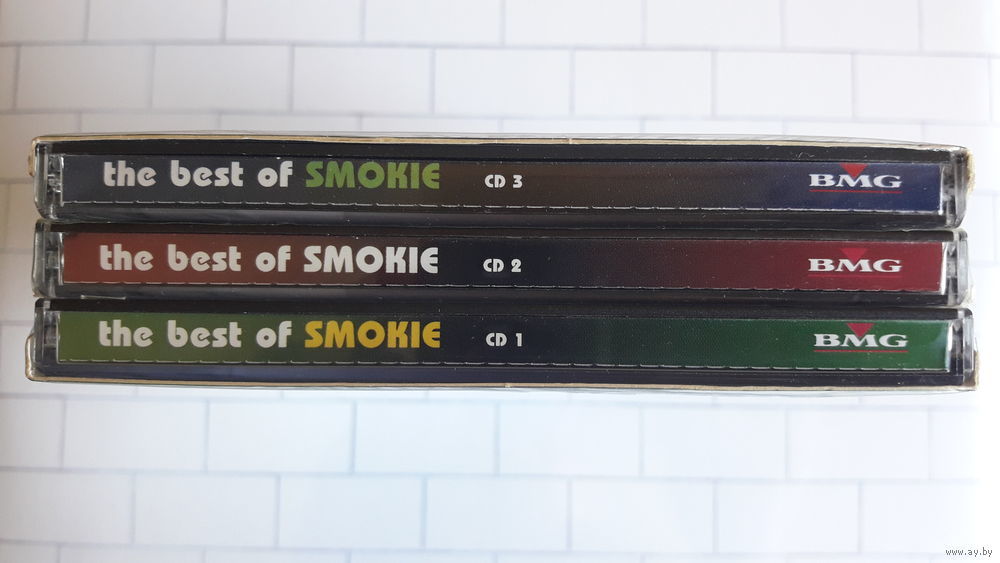 the best of SMOKIE CD 3 BMG
the best of SMOKIE CD 2 BMG
the best of SMOKIE CD 1 BMG
www.ay.by